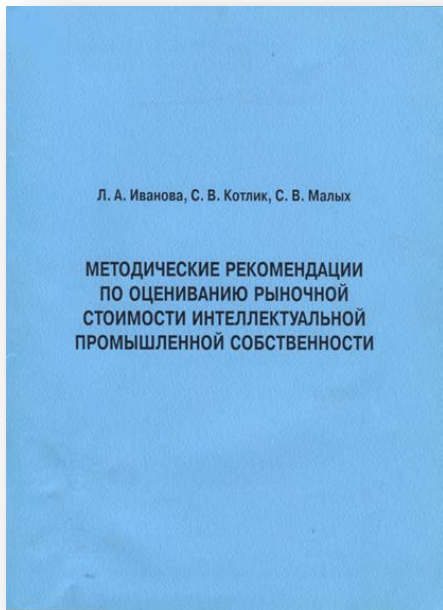 Л. А. Иванова, С. В. Котлик, С. В. Малых
МЕТОДИЧЕСКИЕ РЕКОМЕНДАЦИИ
ПО ОЦЕНИВАНИЮ РЫНОЧНОЙ
СТОИМОСТИ ИНТЕЛЛЕКТУАЛЬНОЙ
ПРОМЫШЛЕННОЙ СОБСТВЕННОСТИ